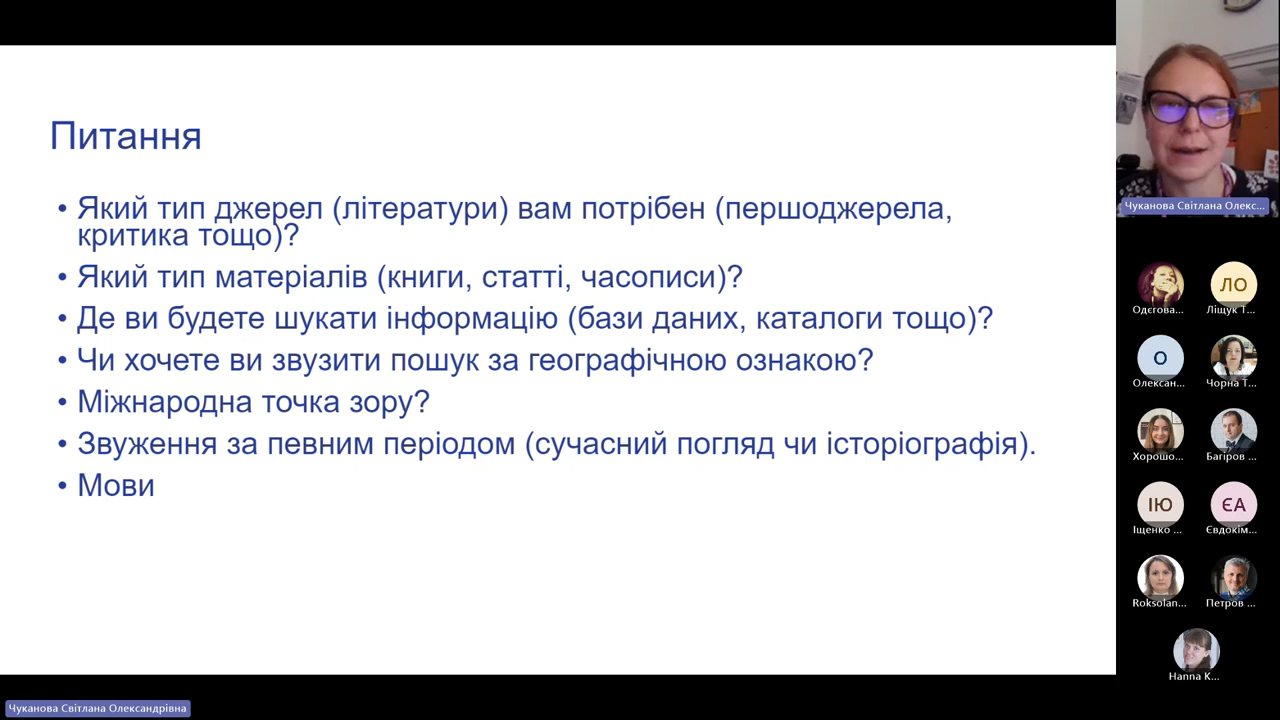 Питання
• Який тип джерел (літератури) вам потрібен (першоджерела,
критика тощо)?
• Який тип матеріалів (книги, статті, часописи)?
• Де ви будете шукати інформацію (бази даних, каталоги тощо)?
• Чи хочете ви звузити пошук за географічною ознакою?
• Міжнародна точка зору?
• Звуження за певним періодом (сучасний погляд чи історіографія).
• Мови
Чуканова Світлана Олекс...
Одєгова...
ЛО
Ліщук Т...
О
Олексан...
Чорна Т...
Хорошо...
Багіров ...
ІЮ
Іщенко ...
ЄА
Євдокім...
Roksolan...
Петров ...
Hanna K...
Чуканова Світлана Олександрівна